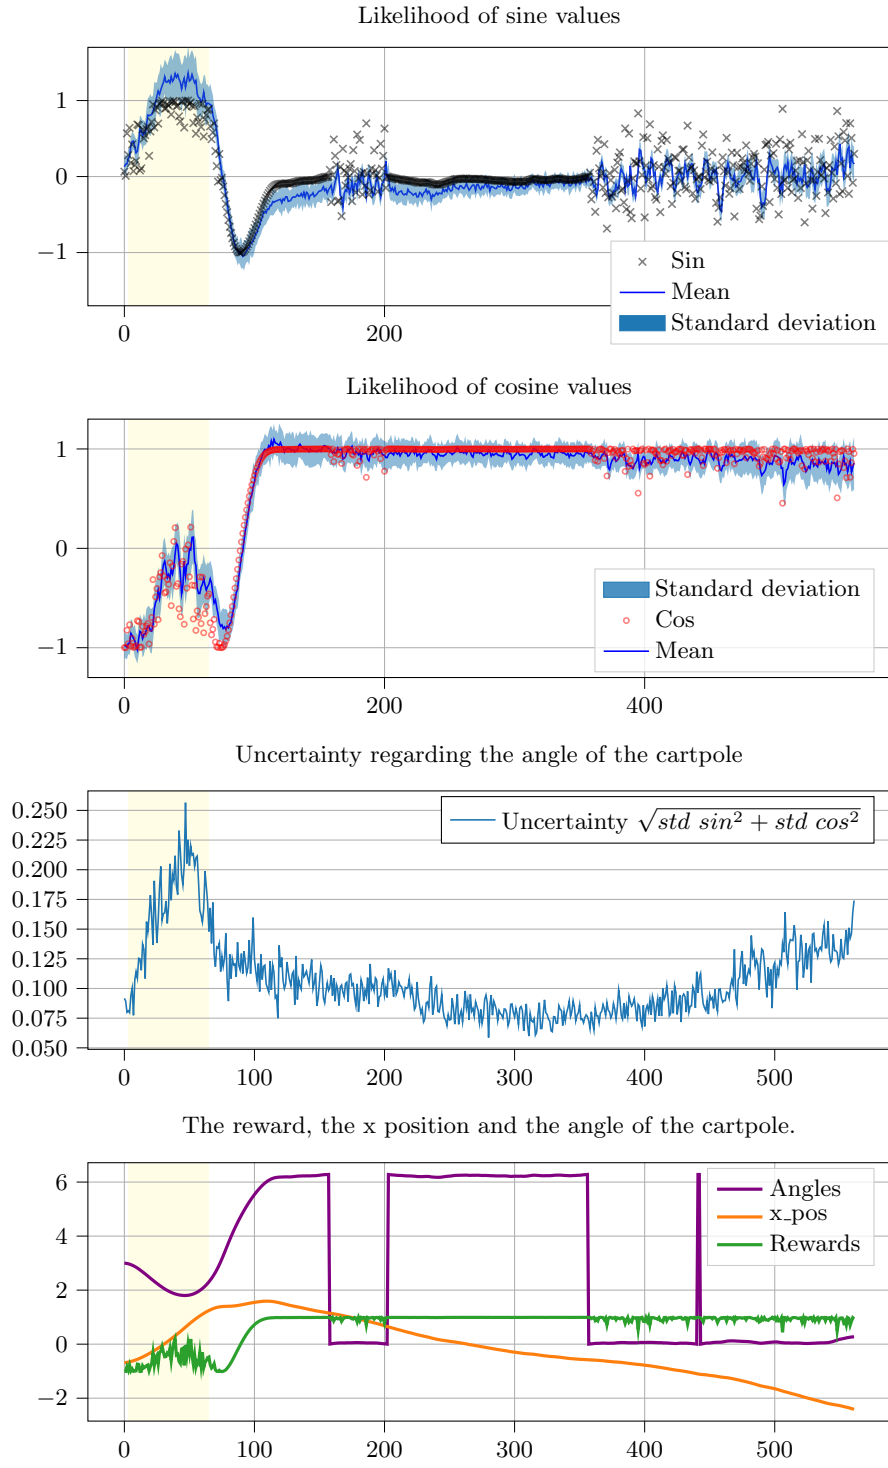 Likelihood of sine values
1
0
−1
0
200
Sin
Mean
Standard deviation
Likelihood of cosine values
1
0
−1
0
200
400
Standard deviation
Cos
Mean
Uncertainty regarding the angle of the cartpole
0.250
0.225
0.200
0.175
0.150
0.125
0.100
0.075
0.050
0
100
200
300
400
500
Uncertainty √std sin² + std cos²
The reward, the x position and the angle of the cartpole.
6
4
2
0
−2
0
100
200
300
400
500
Angles
x_pos
Rewards